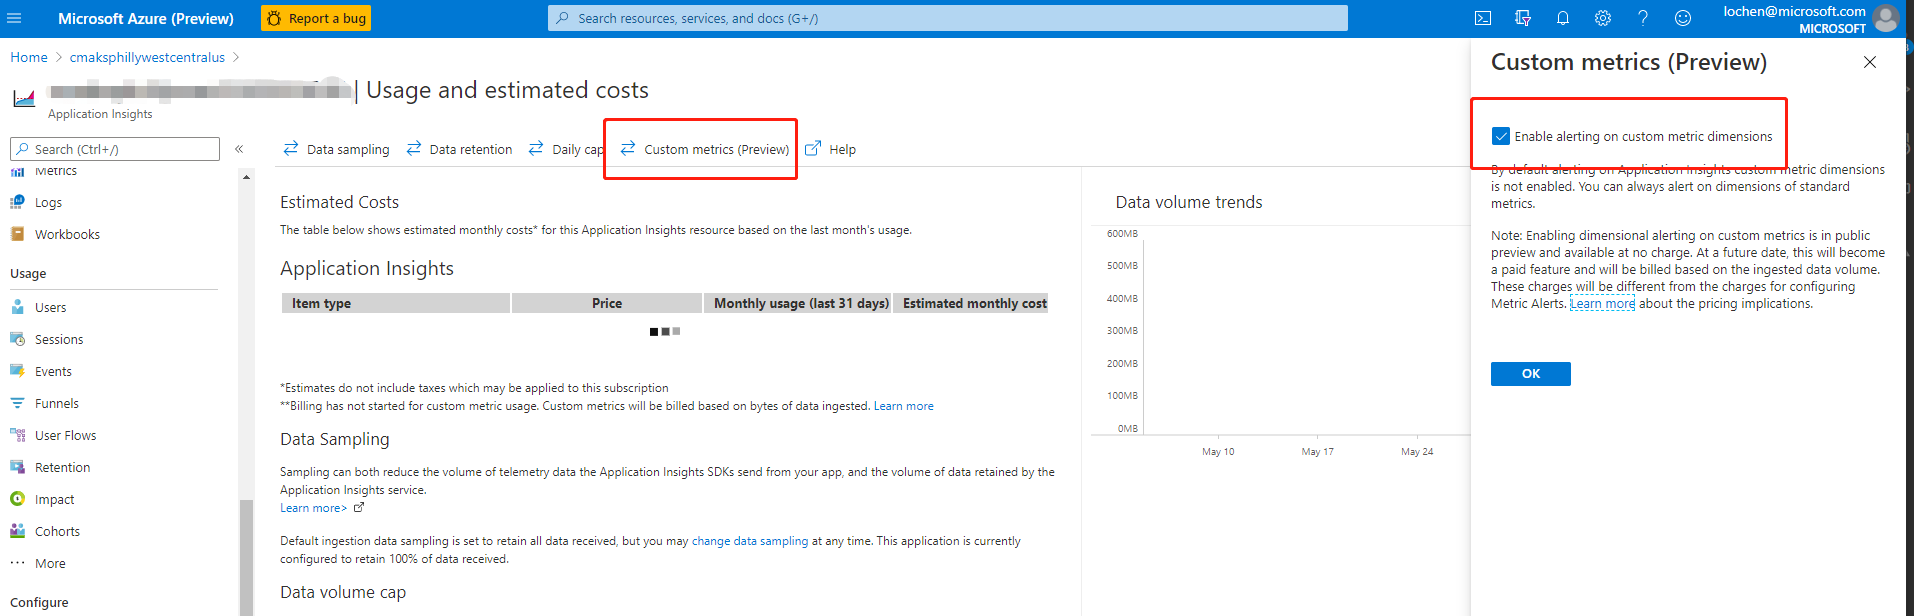 Microsoft Azure (Preview)
Report a bug
Search resources, services, and docs (G+/)
lochen@microsoft.com
MICROSOFT
Home > cmaksphillywestcentralus >
| Usage and estimated costs
Application Insights
Search (Ctrl+/)
«
Metrics
Logs
Workbooks
Usage
Users
Sessions
Events
Funnels
User Flows
Retention
Impact
Cohorts
More
Configure
Data sampling
Data retention
Daily cap
Custom metrics (Preview)
Help
Estimated Costs
The table below shows estimated monthly costs* for this Application Insights resource based on the last month's usage.
Application Insights
Item type
Price
Monthly usage (last 31 days)
Estimated monthly cost
*Estimates do not include taxes which may be applied to this subscription
**Billing has not started for custom metric usage. Custom metrics will be billed based on bytes of data ingested. Learn more
Data Sampling
Sampling can both reduce the volume of telemetry data the Application Insights SDKs send from your app, and the volume of data retained by the
Application Insights service.
Learn more>
Default ingestion data sampling is set to retain all data received, but you may change data sampling at any time. This application is currently
configured to retain 100% of data received.
Data volume cap
Data volume trends
600MB
500MB
400MB
300MB
200MB
100MB
0MB
May 10
May 17
May 24
Custom metrics (Preview)
Enable alerting on custom metric dimensions
By default alerting on Application Insights custom metric dimensions
is not enabled. You can always alert on dimensions of standard
metrics.
Note: Enabling dimensional alerting on custom metrics is in public
preview and available at no charge. At a future date, this will become
a paid feature and will be billed based on the ingested data volume.
These charges will be different from the charges for configuring
Metric Alerts. Learn more about the pricing implications.
OK